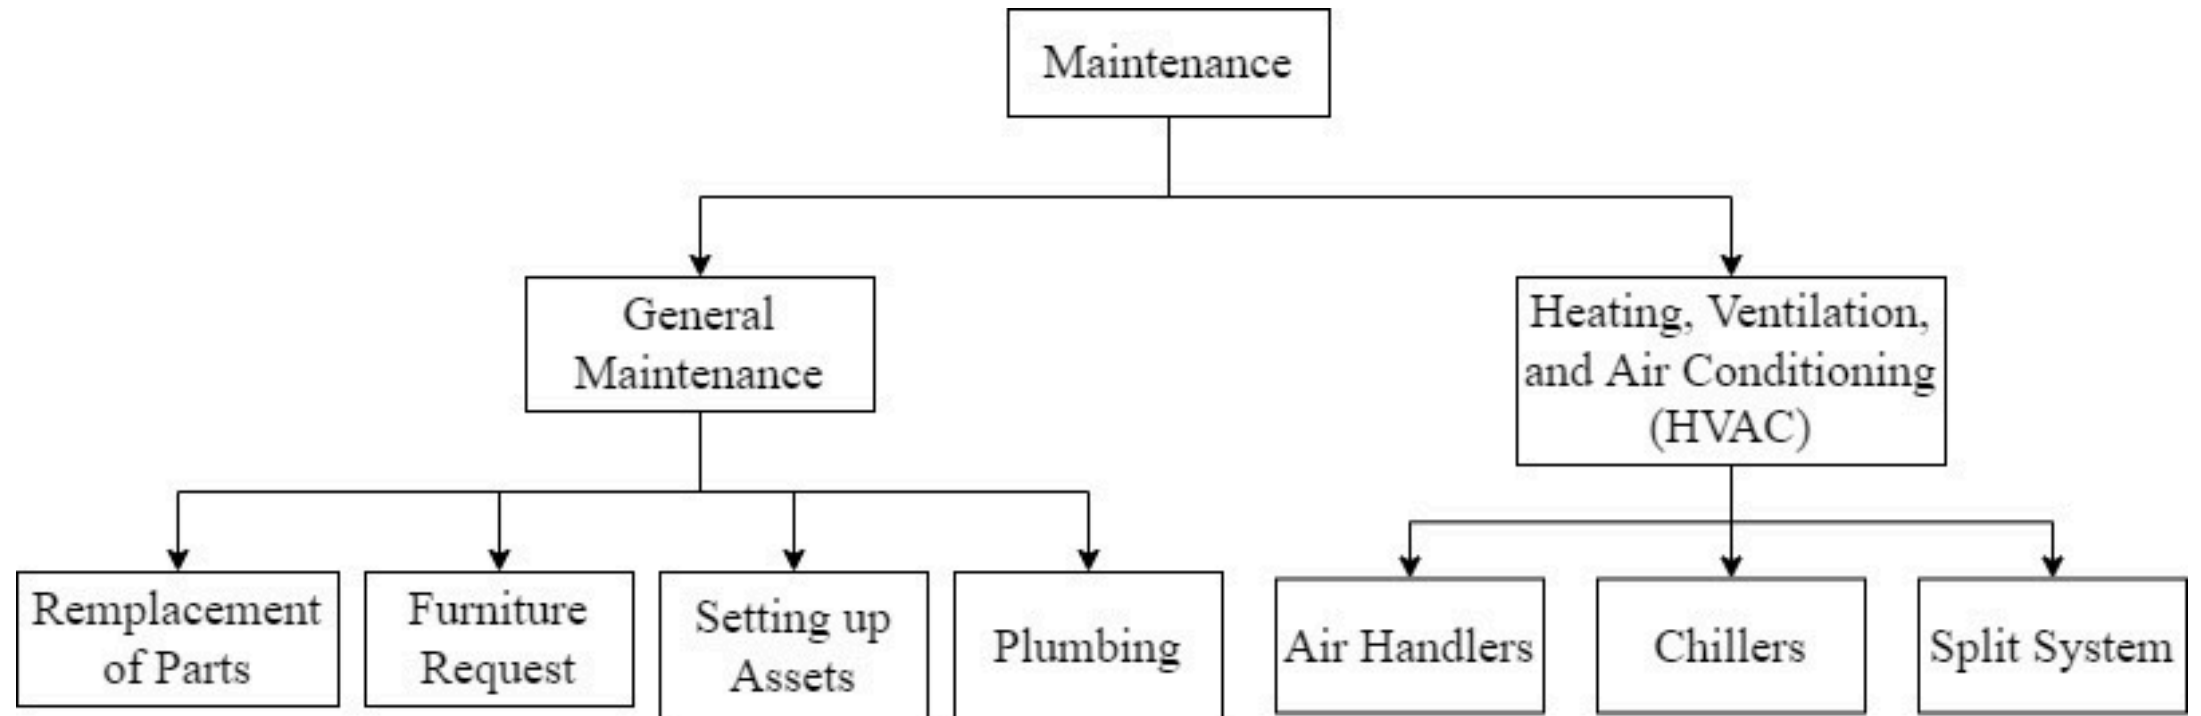 Maintenance
General
Maintenance
Heating, Ventilation,
and Air Conditioning
(HVAC)
Remplacement
of Parts
Furniture
Request
Setting up
Assets
Plumbing
Air Handlers
Chillers
Split System